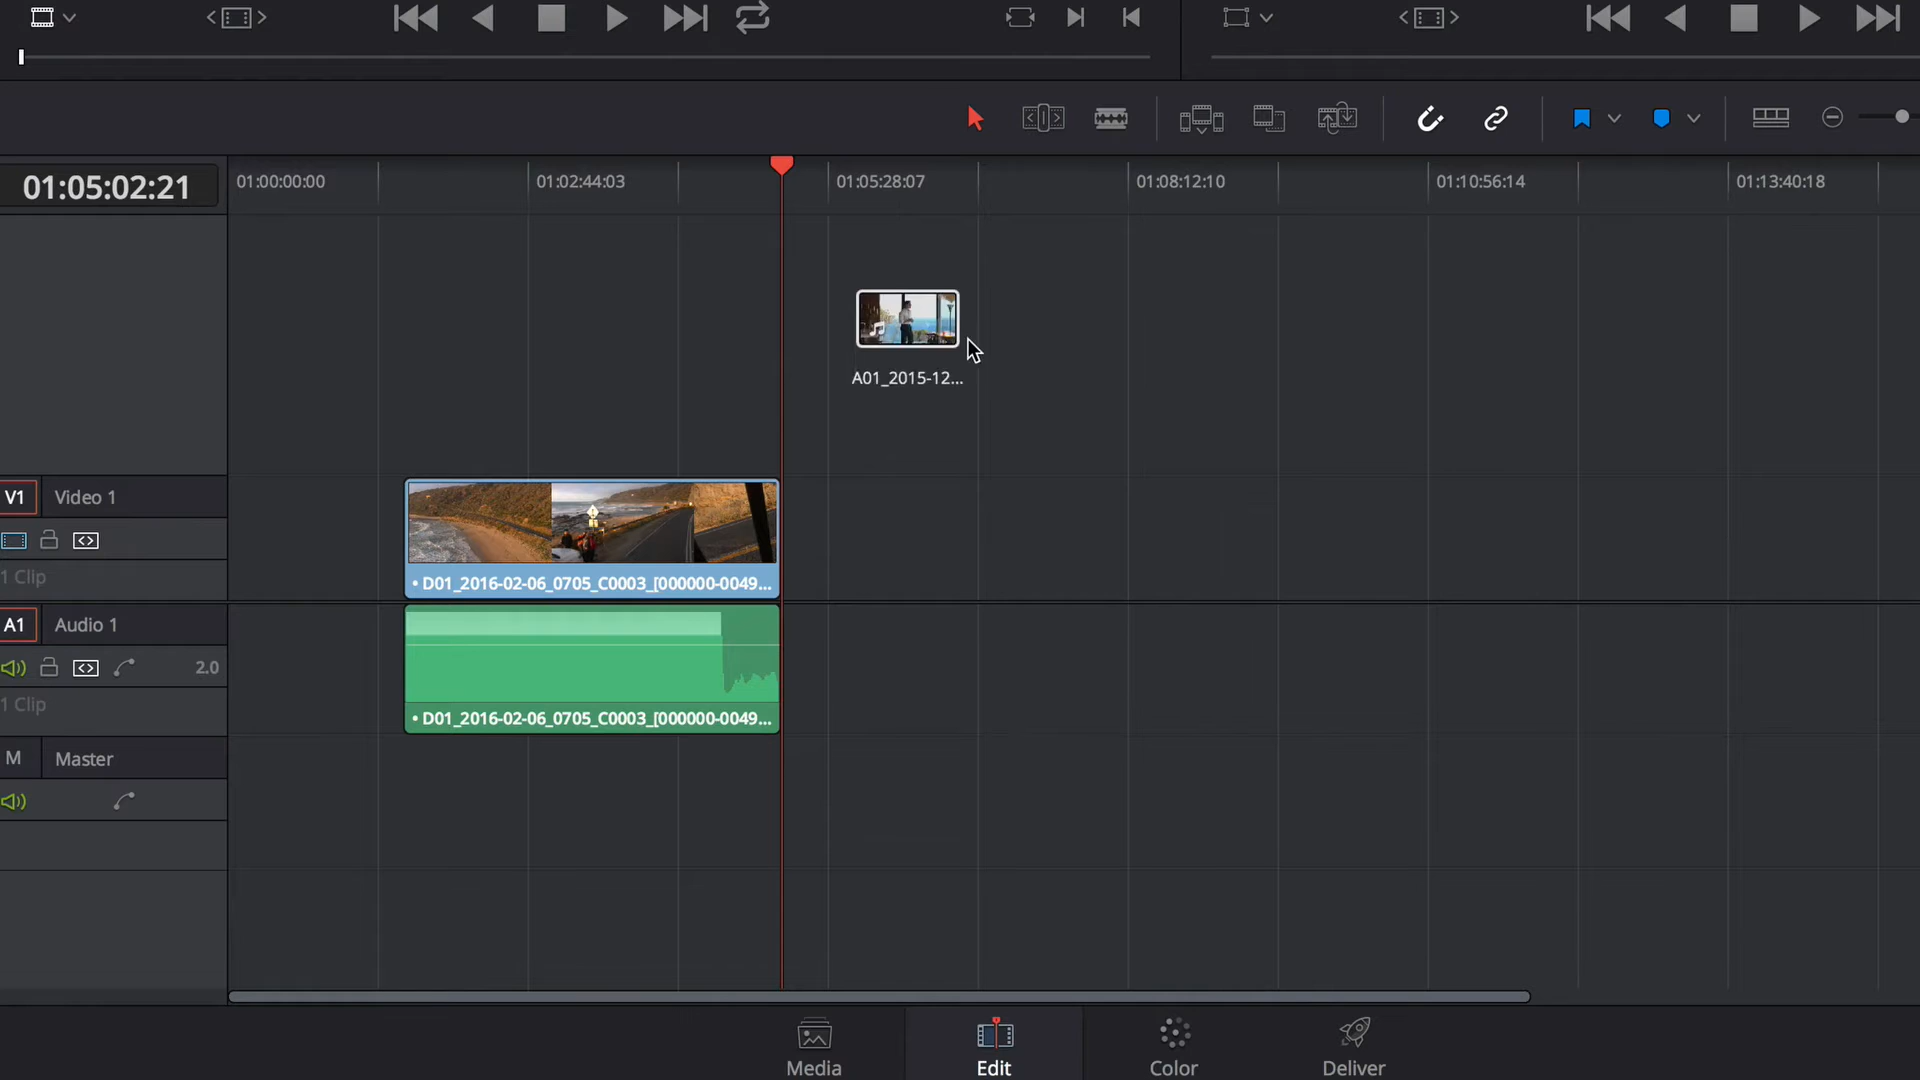 01:05:02:21
01:00:00:00
01:02:44:03
01:05:28:07
01:08:12:10
01:10:56:14
01:13:40:18
A01_2015-12...
V1 Video 1
1 Clip
• D01_2016-02-06_0705_C0003_[000000-0049...
A1 Audio 1
2.0
1 Clip
• D01_2016-02-06_0705_C0003_[000000-0049...
M Master
Media
Edit
Color
Deliver